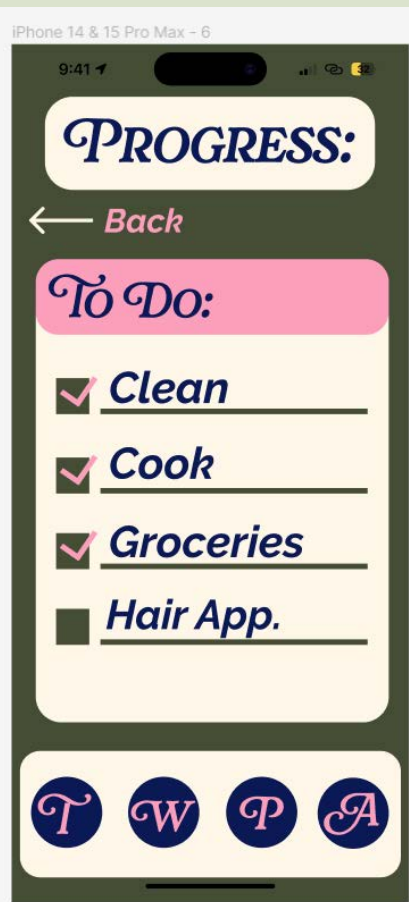 iPhone 14 & 15 Pro Max - 6
9:41
32
PROGRESS:
Back
TO DO:
Clean
Cook
Groceries
Hair App.
T W P A